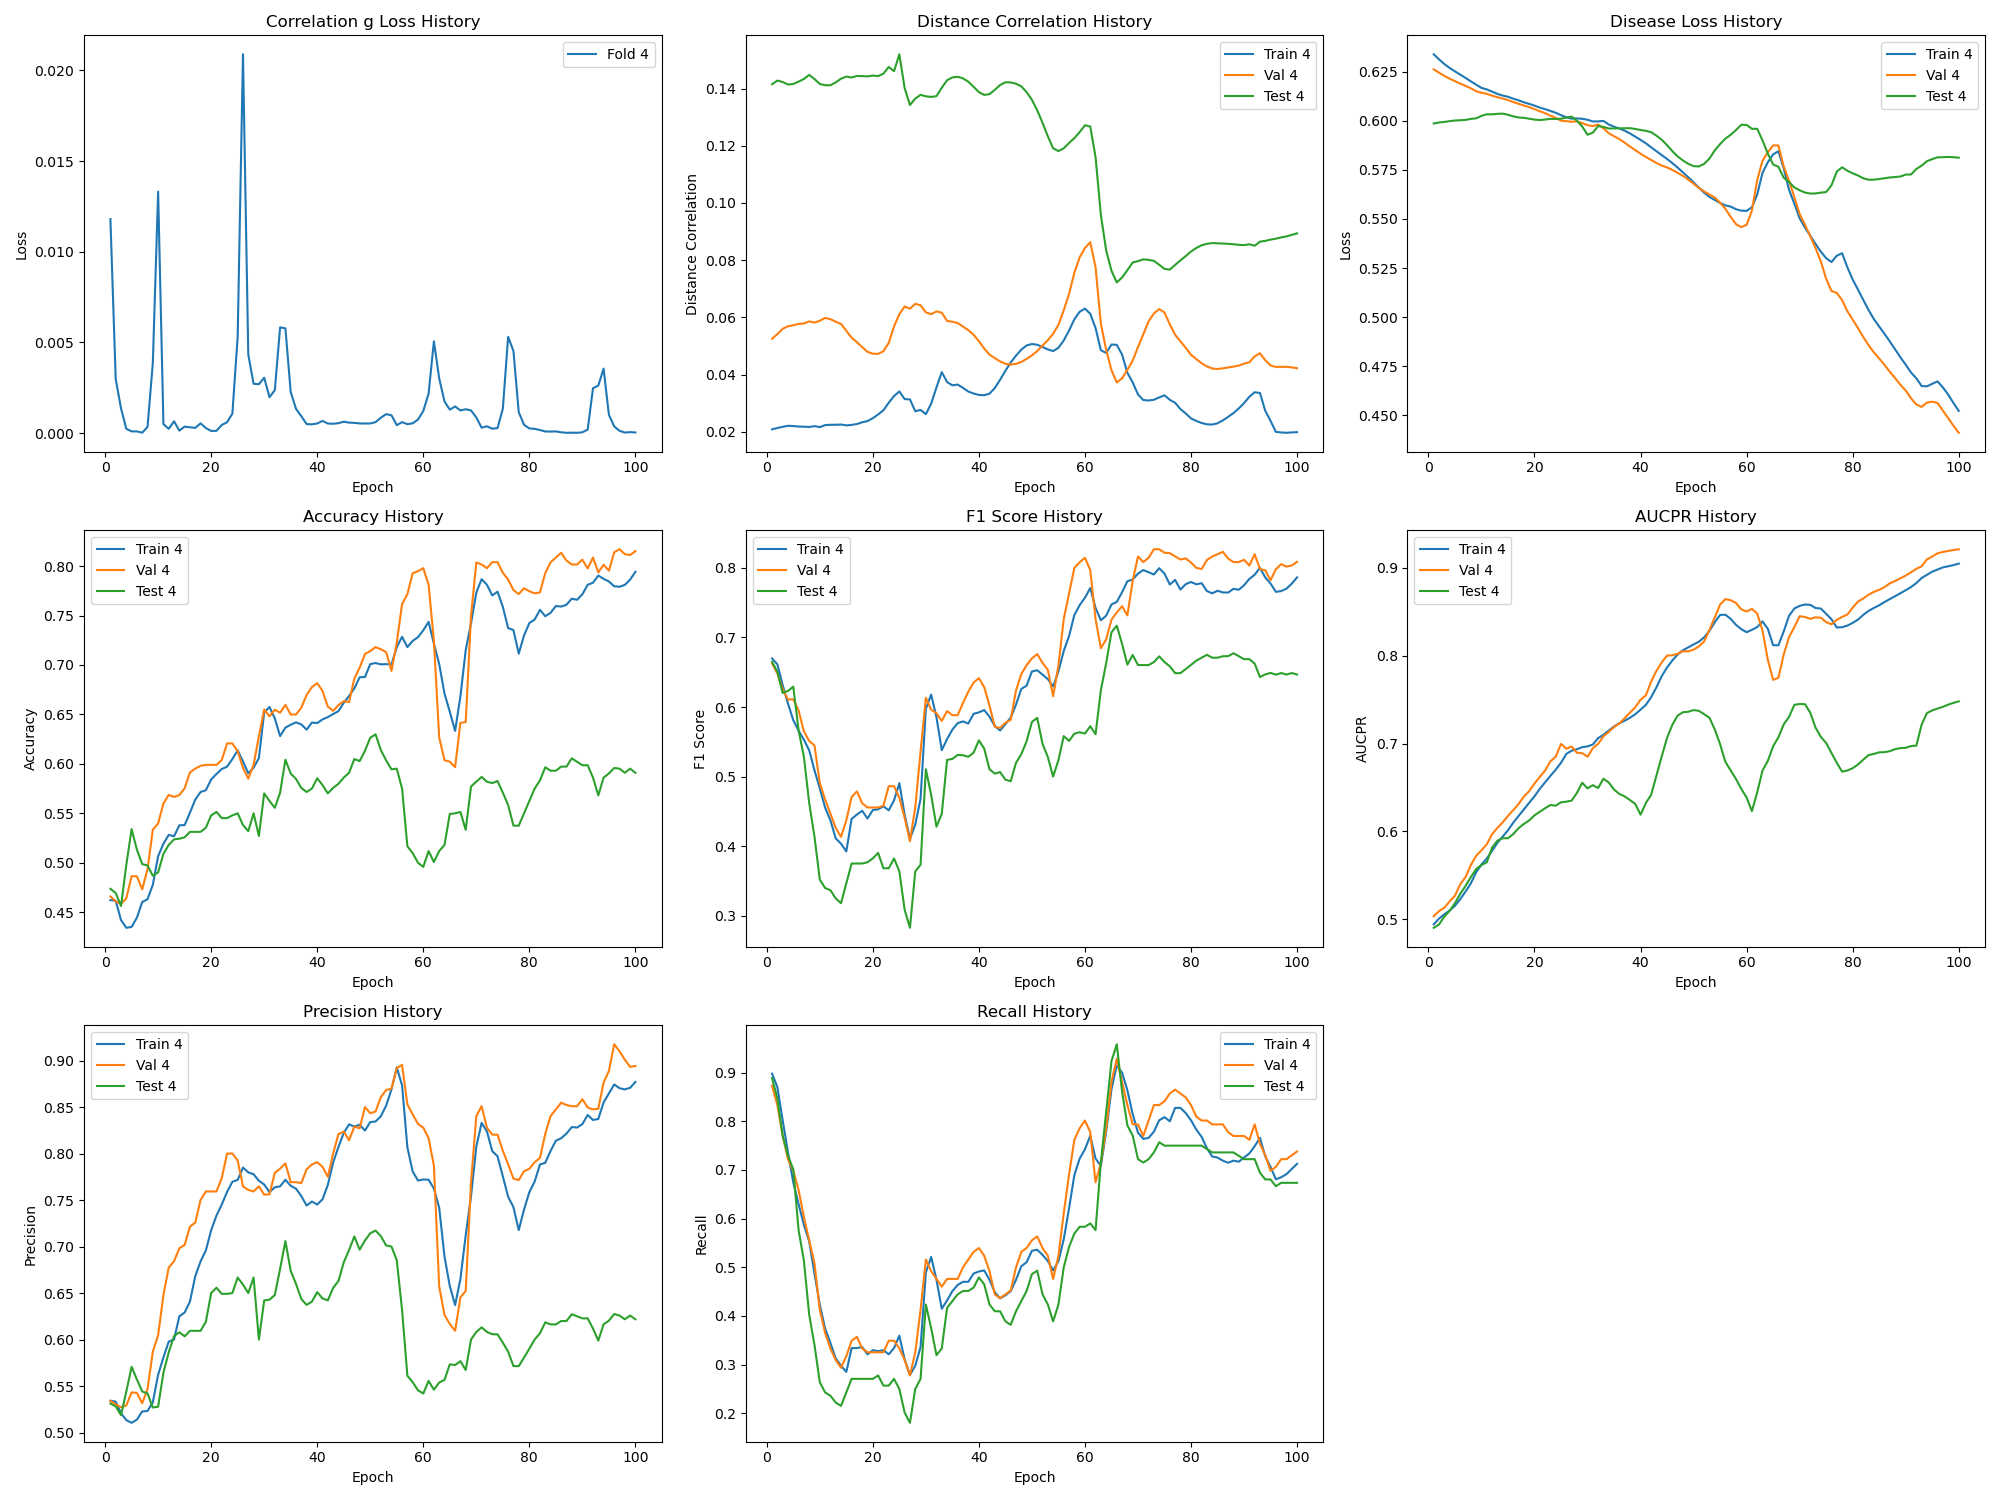 Correlation g Loss History
Loss
0.020
0.015
0.010
0.005
0.000
Fold 4
0 20 40 60 80 100
Epoch
Distance Correlation History
Distance Correlation
0.14
0.12
0.10
0.08
0.06
0.04
0.02
Train 4
Val 4
Test 4
0 20 40 60 80 100
Epoch
Disease Loss History
Loss
0.625
0.600
0.575
0.550
0.525
0.500
0.475
0.450
Train 4
Val 4
Test 4
0 20 40 60 80 100
Epoch
Accuracy History
Accuracy
0.80
0.75
0.70
0.65
0.60
0.55
0.50
0.45
Train 4
Val 4
Test 4
0 20 40 60 80 100
Epoch
F1 Score History
F1 Score
0.8
0.7
0.6
0.5
0.4
0.3
Train 4
Val 4
Test 4
0 20 40 60 80 100
Epoch
AUCPR History
AUCPR
0.9
0.8
0.7
0.6
0.5
Train 4
Val 4
Test 4
0 20 40 60 80 100
Epoch
Precision History
Precision
0.90
0.85
0.80
0.75
0.70
0.65
0.60
0.55
0.50
Train 4
Val 4
Test 4
0 20 40 60 80 100
Epoch
Recall History
Recall
0.9
0.8
0.7
0.6
0.5
0.4
0.3
0.2
Train 4
Val 4
Test 4
0 20 40 60 80 100
Epoch